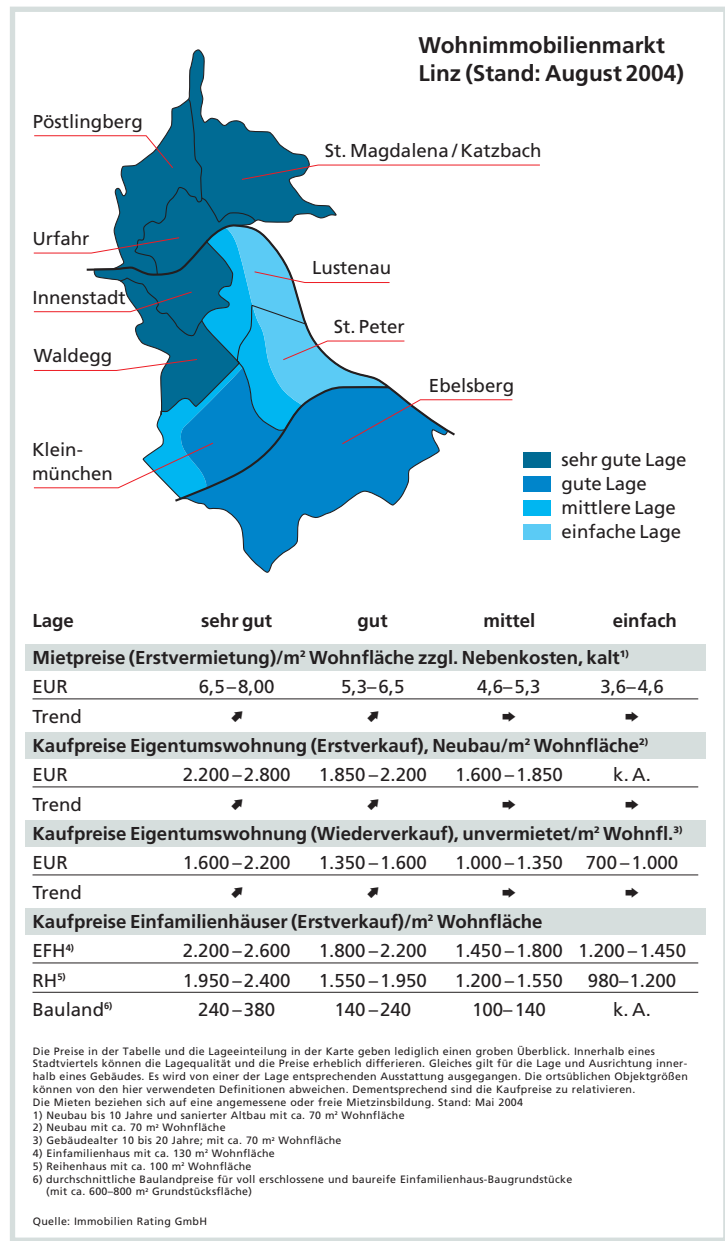 Wohnimmobilienmarkt
Linz (Stand: August 2004)
Pöstlingberg
St. Magdalena / Katzbach
Urfahr
Lustenau
Innenstadt
St. Peter
Waldegg
Ebelsberg
Klein-
münchen
sehr gute Lage
gute Lage
mittlere Lage
einfache Lage
Lage sehr gut gut mittel einfach
Mietpreise (Erstvermietung)/m² Wohnfläche zzgl. Nebenkosten, kalt¹⁾
EUR 6,5–8,00 5,3–6,5 4,6–5,3 3,6–4,6
Trend ⬈ ⬈ ➡ ➡
Kaufpreise Eigentumswohnung (Erstverkauf), Neubau/m² Wohnfläche²⁾
EUR 2.200–2.800 1.850–2.200 1.600–1.850 k. A.
Trend ⬈ ⬈ ➡ ➡
Kaufpreise Eigentumswohnung (Wiederverkauf), unvermietet/m² Wohnfl.³⁾
EUR 1.600–2.200 1.350–1.600 1.000–1.350 700–1.000
Trend ⬈ ⬈ ➡ ➡
Kaufpreise Einfamilienhäuser (Erstverkauf)/m² Wohnfläche
EFH⁴⁾ 2.200–2.600 1.800–2.200 1.450–1.800 1.200–1.450
RH⁵⁾ 1.950–2.400 1.550–1.950 1.200–1.550 980–1.200
Bauland⁶⁾ 240–380 140–240 100–140 k. A.
Die Preise in der Tabelle und die Lageeinteilung in der Karte geben lediglich einen groben Überblick. Innerhalb eines
Stadtviertels können die Lagequalität und die Preise erheblich differieren. Gleiches gilt für die Lage und Ausrichtung inner-
halb eines Gebäudes. Es wird von einer der Lage entsprechenden Ausstattung ausgegangen. Die ortsüblichen Objektgrößen
können von den hier verwendeten Definitionen abweichen. Dementsprechend sind die Kaufpreise zu relativieren.
Die Mieten beziehen sich auf eine angemessene oder freie Mietzinsbildung. Stand: Mai 2004
1) Neubau bis 10 Jahre und sanierter Altbau mit ca. 70 m² Wohnfläche
2) Neubau mit ca. 70 m² Wohnfläche
3) Gebäudealter 10 bis 20 Jahre; mit ca. 70 m² Wohnfläche
4) Einfamilienhaus mit ca. 130 m² Wohnfläche
5) Reihenhaus mit ca. 100 m² Wohnfläche
6) durchschnittliche Baulandpreise für voll erschlossene und baureife Einfamilienhaus-Baugrundstücke
(mit ca. 600–800 m² Grundstücksfläche)
Quelle: Immobilien Rating GmbH